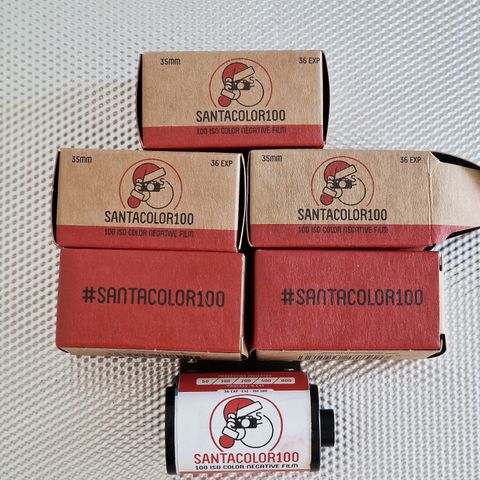 35mm
36 EXP
SANTACOLOR100
100 ISO COLOR NEGATIVE FILM
35mm
36 EXP
SANTACOLOR100
100 ISO COLOR NEGATIVE FILM
35mm
36 EXP
SANTACOLOR100
100 ISO COLOR NEGATIVE FILM
#SANTACOLOR100
#SANTACOLOR100
50 / 100 / 200 / 400 / 800
SANTACOLOR100
100 ISO COLOR NEGATIVE FILM